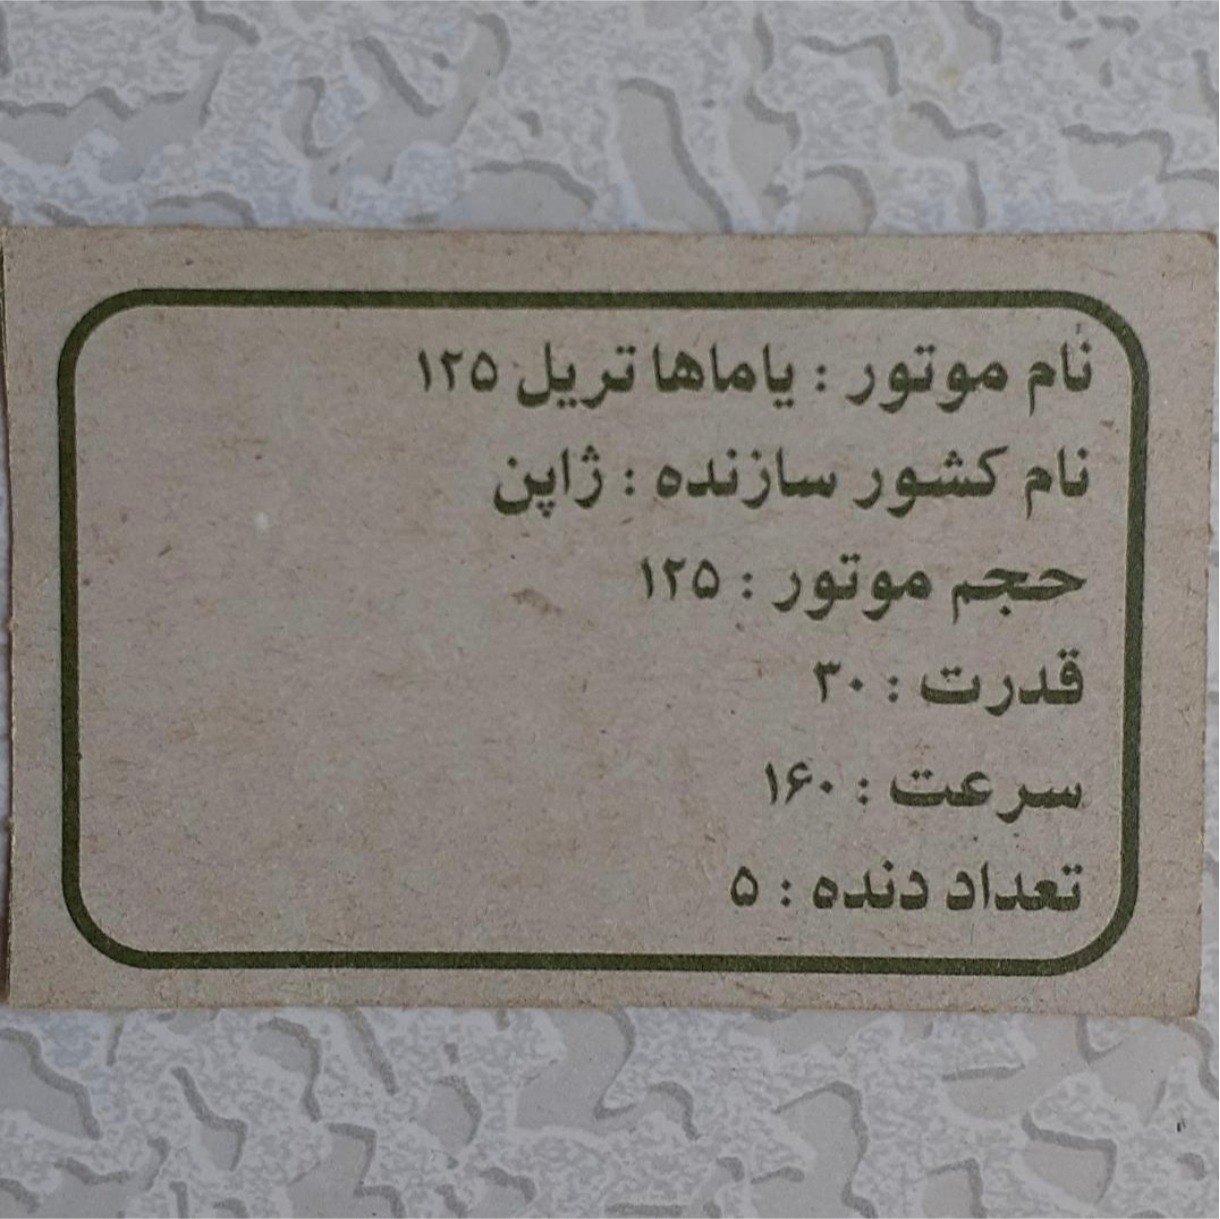 نام موتور : یاماها تریل ۱۲۵
نام کشور سازنده : ژاپن
حجم موتور : ۱۲۵
قدرت : ۳۰
سرعت : ۱۶۰
تعداد دنده : ۵